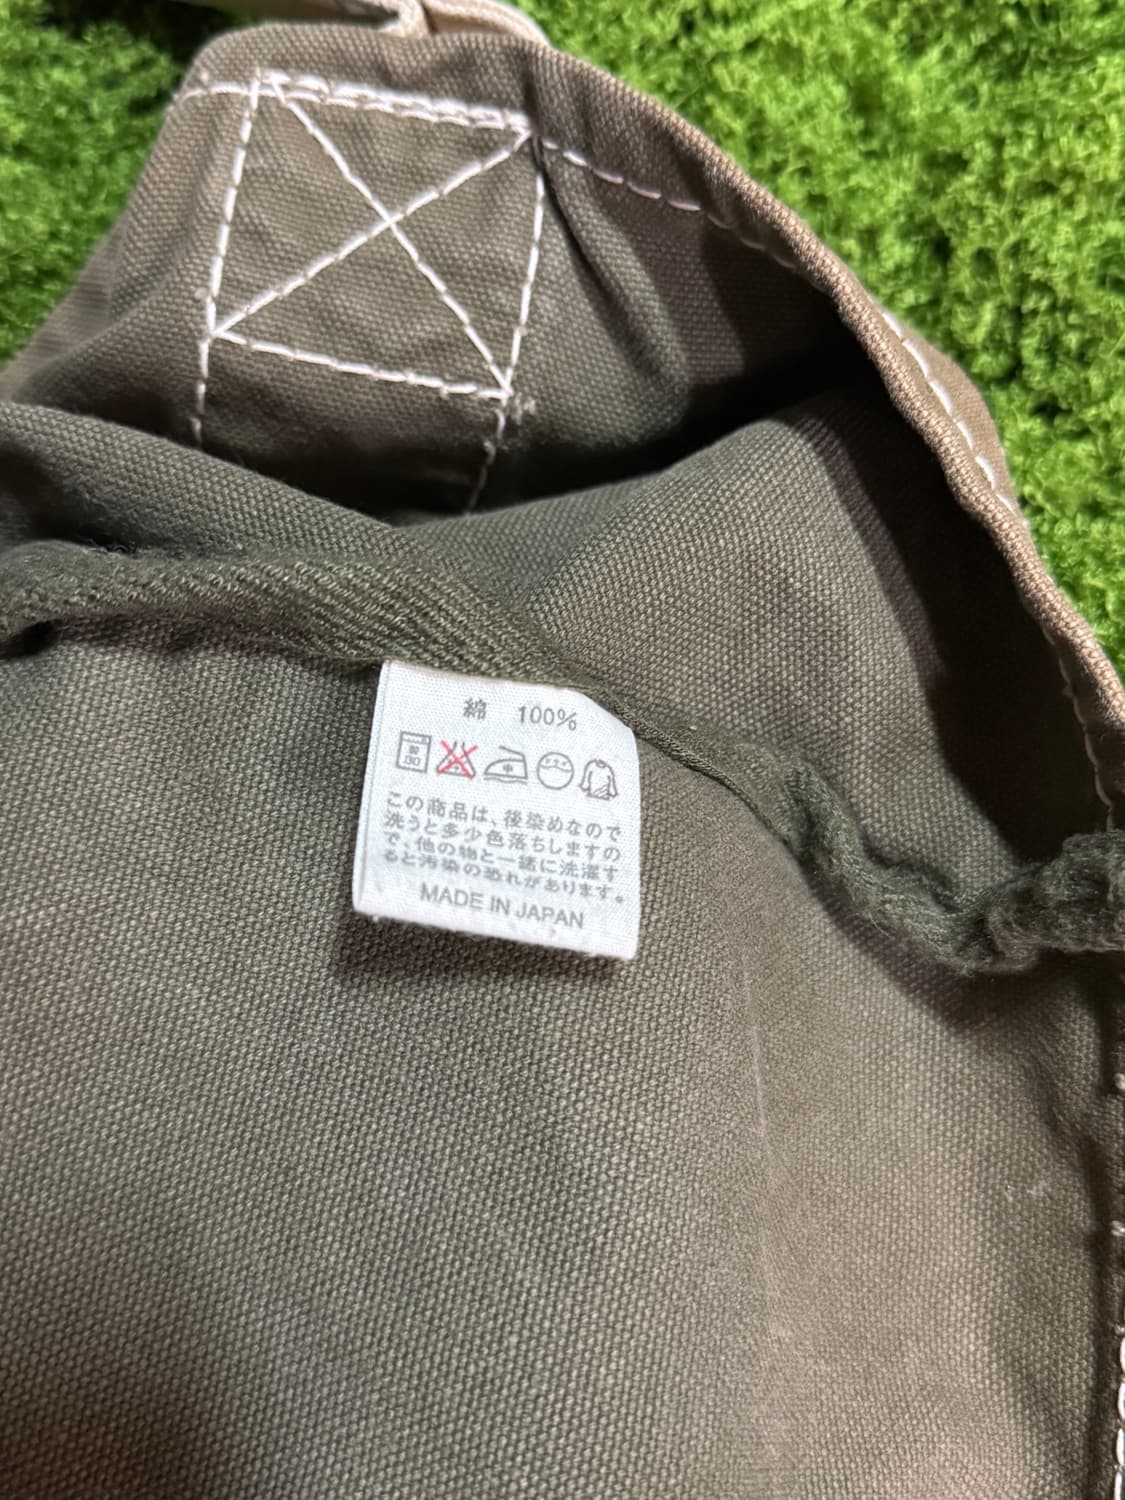 綿 100%
この商品は、後染めなので
洗うと多少色落ちしますの
で、他の物と一緒に洗濯す
ると汚染の恐れがあります。
MADE IN JAPAN